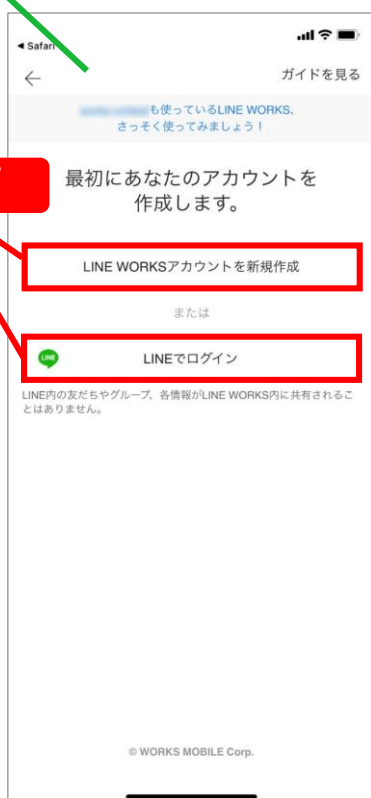 ◀ Safari
ガイドを見る
も使っているLINE WORKS、
さっそく使ってみましょう！
最初にあなたのアカウントを
作成します。
LINE WORKSアカウントを新規作成
または
LINE
LINEでログイン
LINE内の友だちやグループ、各情報がLINE WORKS内に共有されるこ
とはありません。
© WORKS MOBILE Corp.